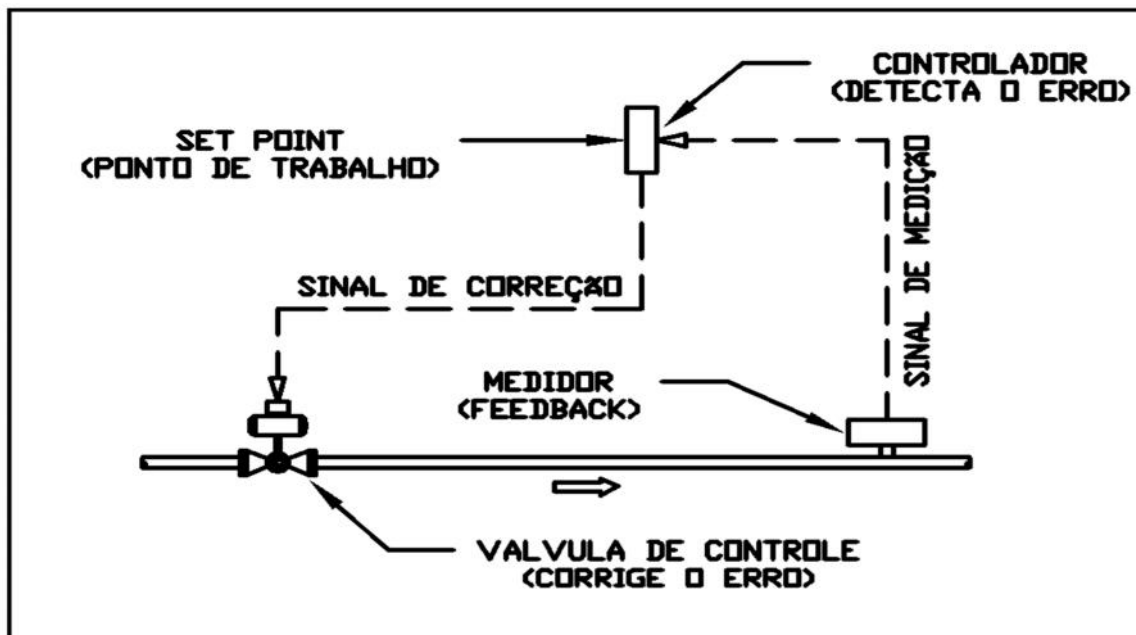 CONTROLADOR
(DETECTA O ERRO)
SET POINT
(PONTO DE TRABALHO)
SINAL DE MEDIÇÃO
SINAL DE CORREÇÃO
MEDIDOR
(FEEDBACK)
VALVULA DE CONTROLE
(CORRIGE O ERRO)